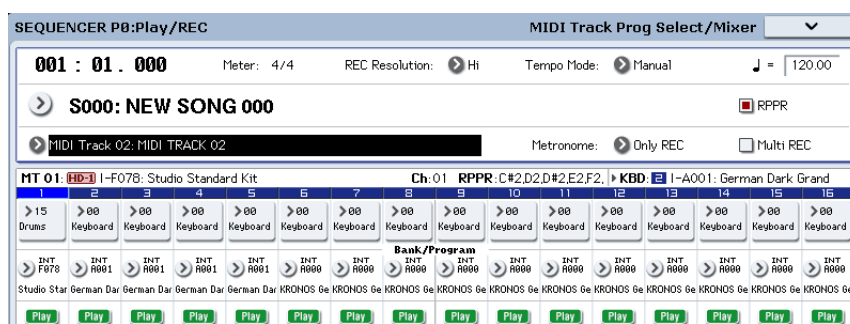 SEQUENCER P0:Play/REC MIDI Track Prog Select/Mixer
001 : 01 . 000 Meter: 4/4 REC Resolution: Hi Tempo Mode: Manual ♩ = 120.00
S000: NEW SONG 000 RPPR
MIDI Track 02: MIDI TRACK 02 Metronome: Only REC Multi REC
MT 01: HD-1 I-F078: Studio Standard Kit Ch:01 RPPR:C#2,D2,D#2,E2,F2, KBD: I-A001: German Dark Grand
1 2 3 4 5 6 7 8 9 10 11 12 13 14 15 16
15 00 00 00 00 00 00 00 00 00 00 00 00 00 00 00
Drums Keyboard Keyboard Keyboard Keyboard Keyboard Keyboard Keyboard Keyboard Keyboard Keyboard Keyboard Keyboard Keyboard Keyboard Keyboard
Bank/Program
INT INT INT INT INT INT INT INT INT INT INT INT INT INT INT INT
F078 A001 A001 A001 A001 A000 A000 A000 A000 A000 A000 A000 A000 A000 A000 A000
Studio Star German Dar German Dar German Dar German Dar KRONOS Ge KRONOS Ge KRONOS Ge KRONOS Ge KRONOS Ge KRONOS Ge KRONOS Ge KRONOS Ge KRONOS Ge KRONOS Ge KRONOS Ge
Play Play Play Play Play Play Play Play Play Play Play Play Play Play Play Play